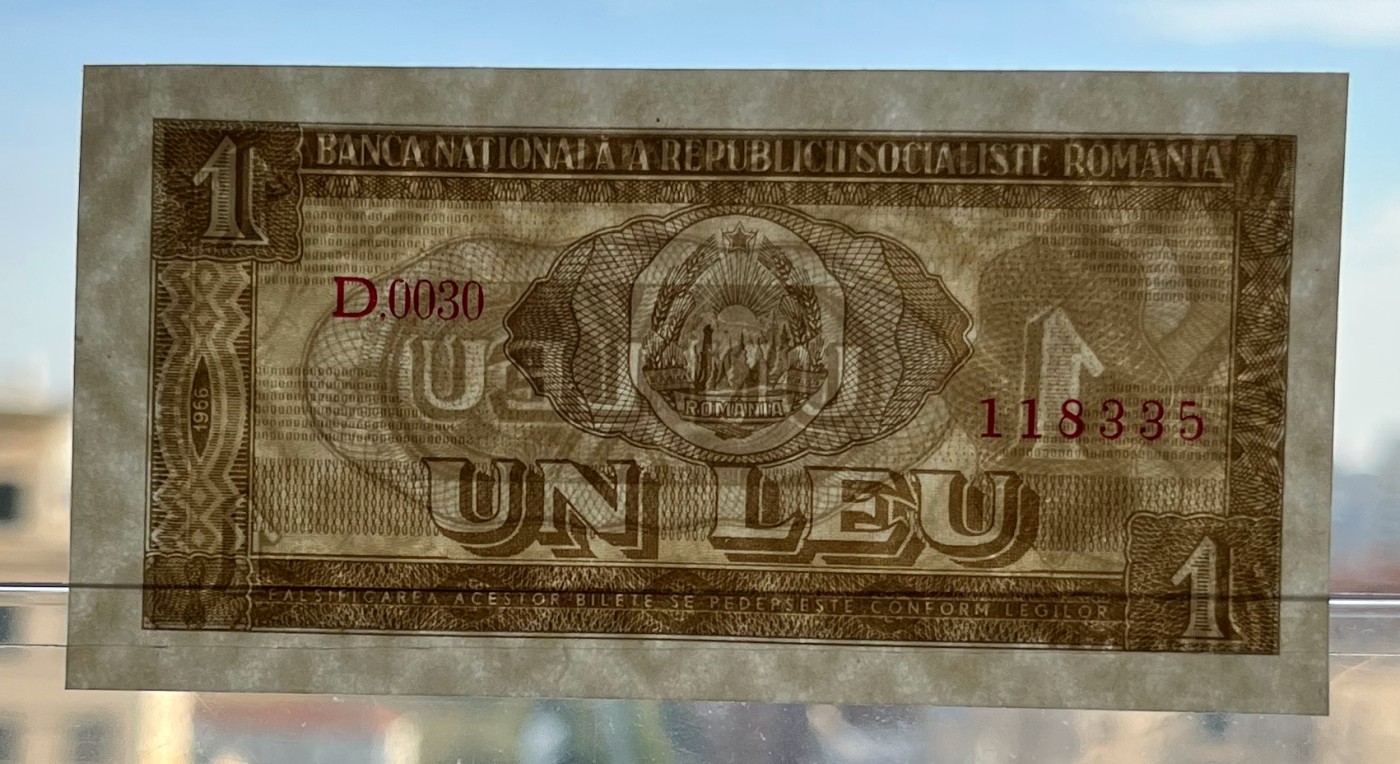 1 BANCA NAȚIONALĂ A REPUBLICII SOCIALISTE ROMÂNIA
D.0030
1966
ROMANIA
118335
UN LEU
1
FALSIFICAREA ACESTOR BILETE SE PEDEPSEȘTE CONFORM LEGILOR